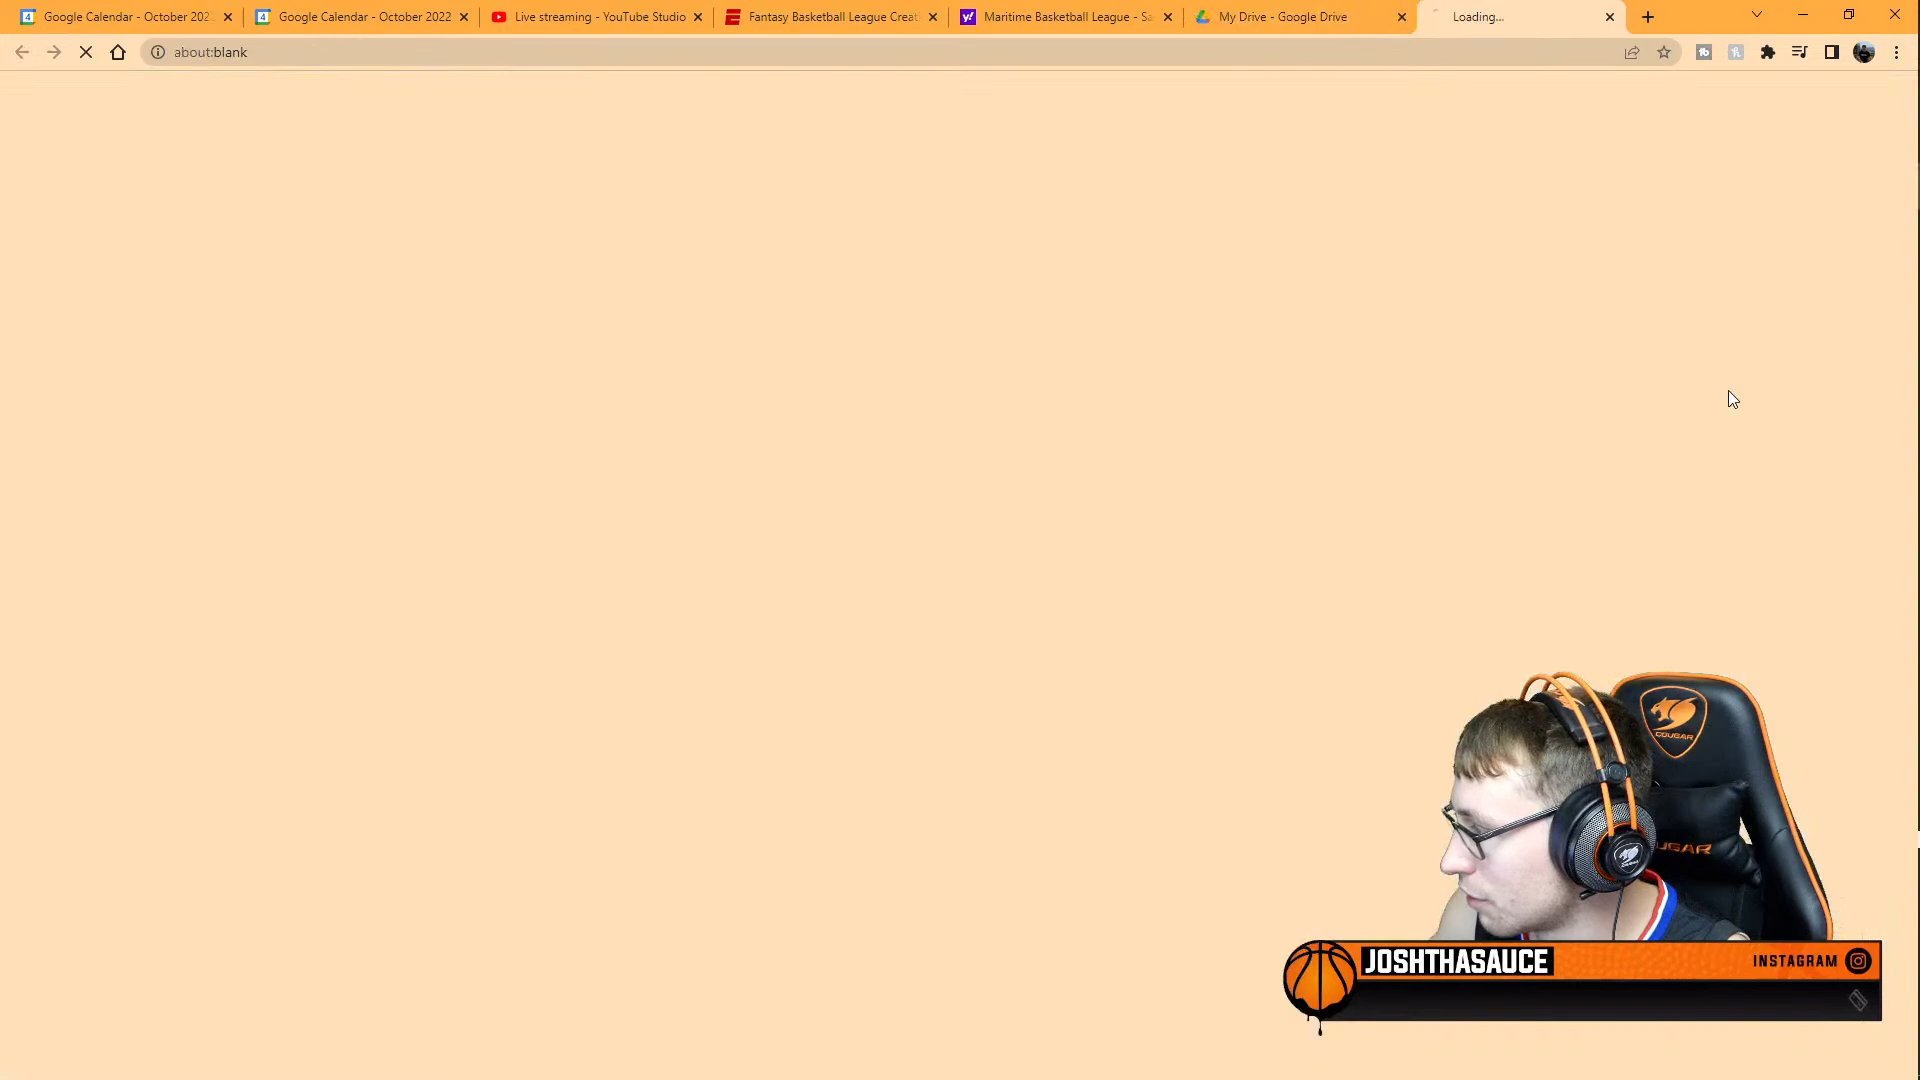 Google Calendar - October 202
Google Calendar - October 2022
Live streaming - YouTube Studio
Fantasy Basketball League Creat
Maritime Basketball League - Sa
My Drive - Google Drive
Loading...
about:blank
COUGAR
UGAR
JOSHTHASAUCE
INSTAGRAM